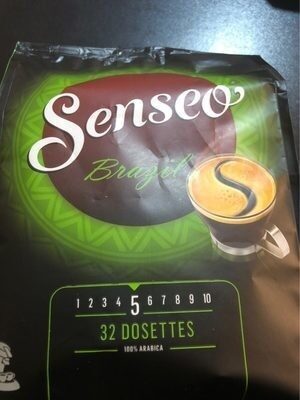 Senseo
Brazil
1 2 3 4 5 6 7 8 9 10
32 DOSETTES
100% ARABICA